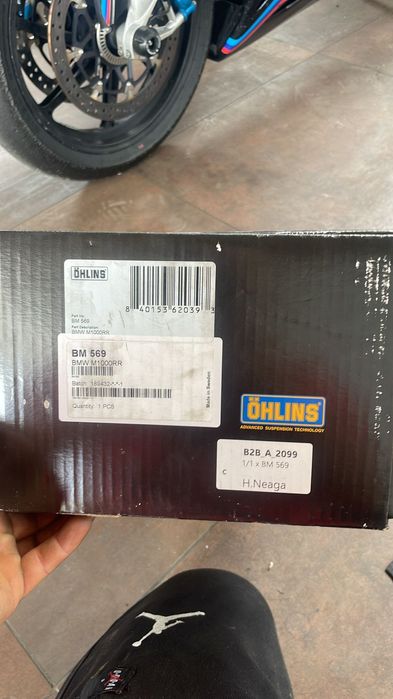 ÖHLINS
8 40153 62039 3
Part No.
BM 569
Part Description
BMW M1000RR
BM 569
BMW M1000RR
Batch:
Quantity: 1 PCS
Made in Sweden
ÖHLINS
ADVANCED SUSPENSION TECHNOLOGY
B2B_A_2099
1/1 x BM 569
H.Neaga